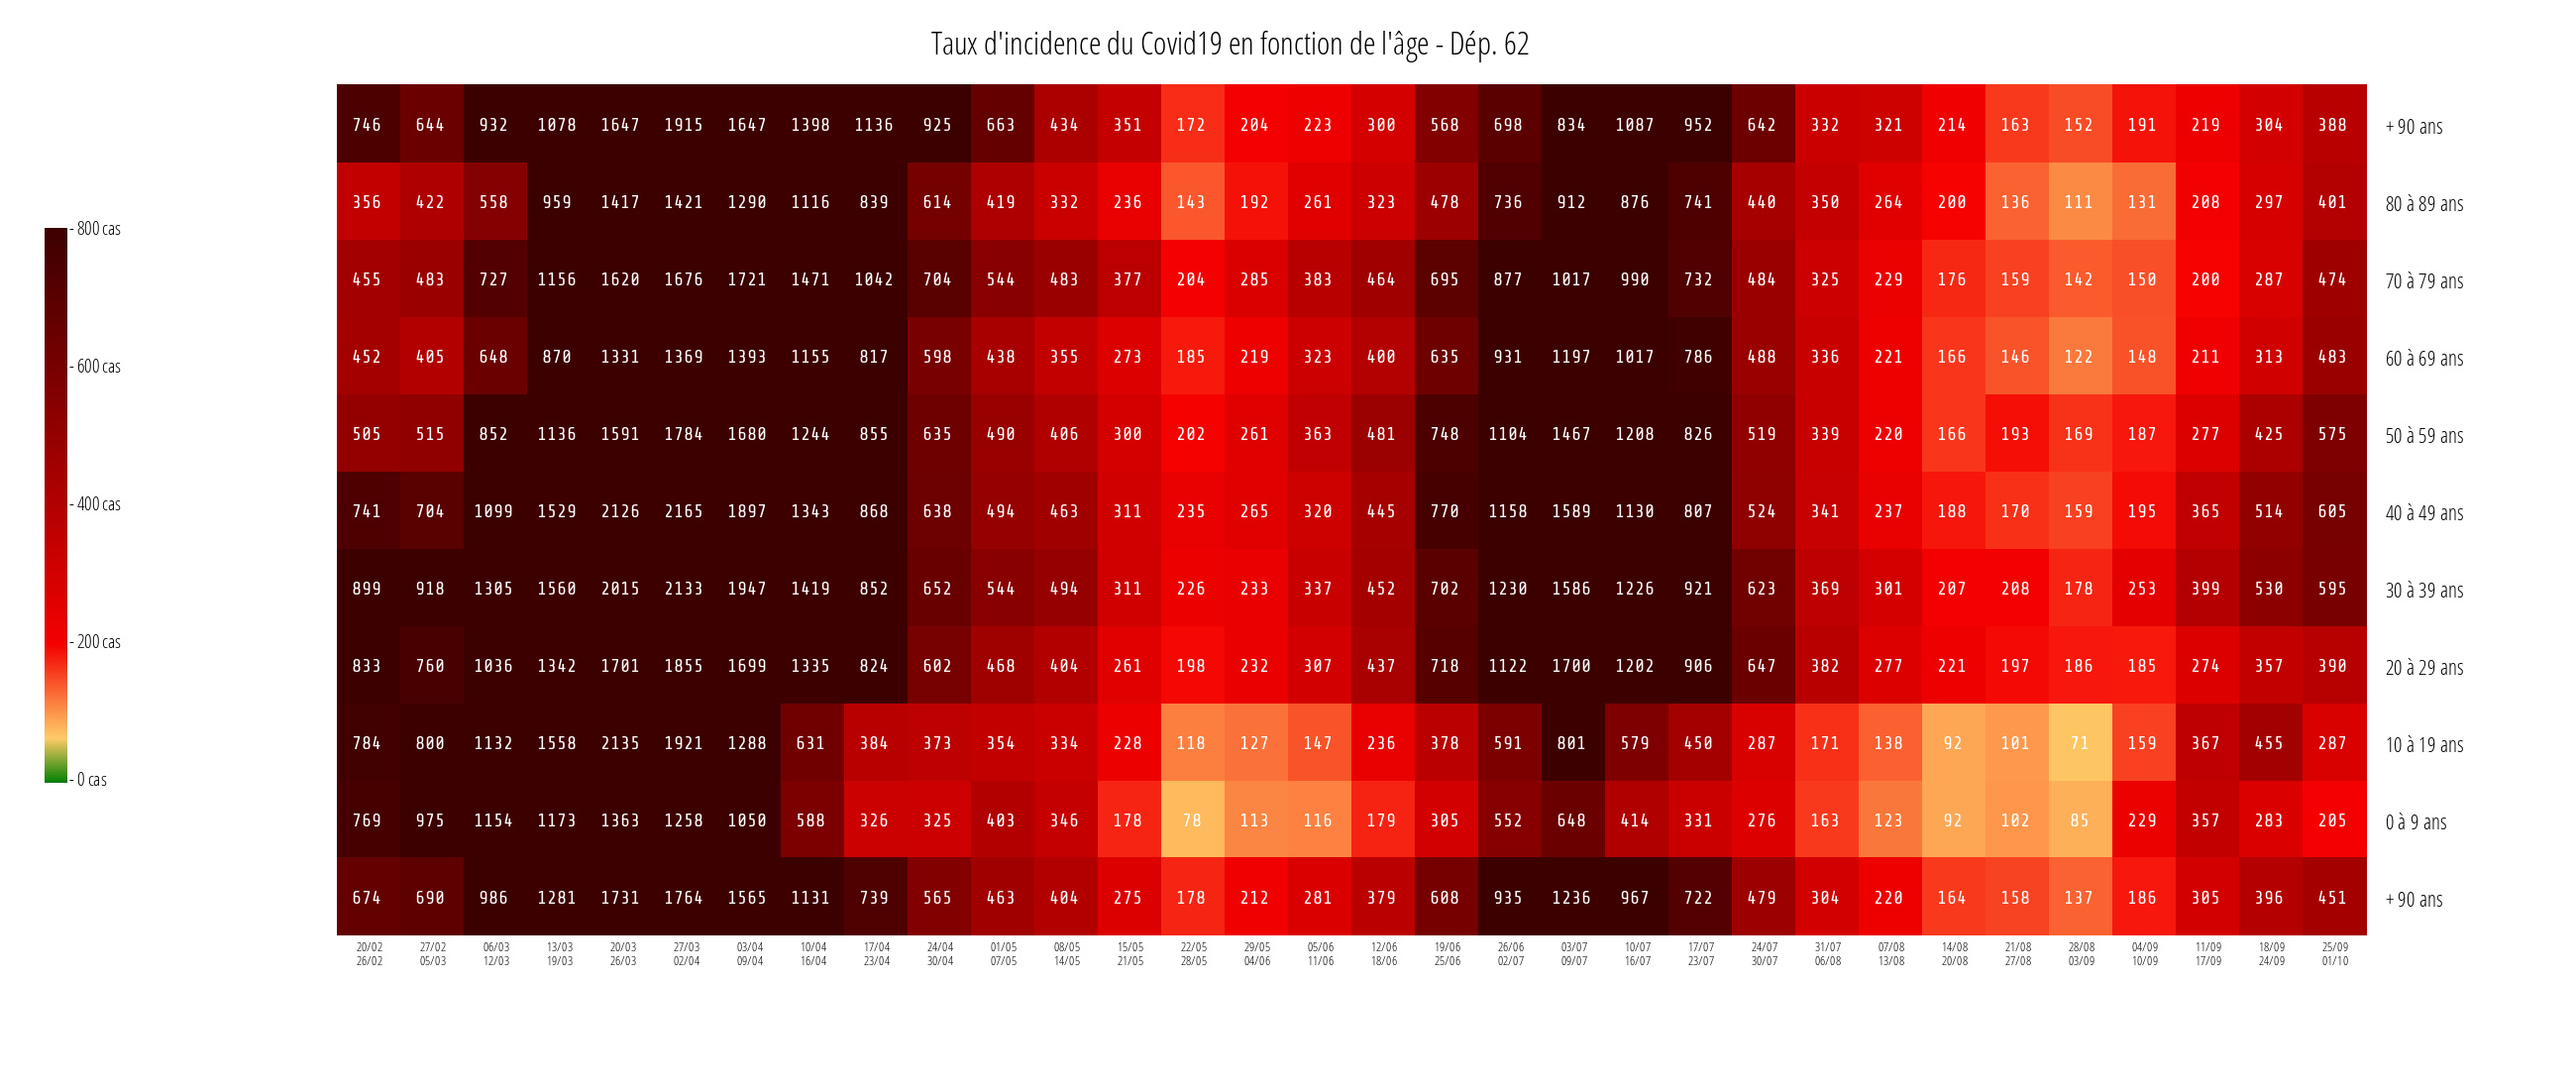 Taux d'incidence du Covid19 en fonction de l'âge - Dép. 62
- 800 cas
- 600 cas
- 400 cas
- 200 cas
- 0 cas
746 644 932 1078 1647 1915 1647 1398 1136 925 663 434 351 172 204 223 300 568 698 834 1087 952 642 332 321 214 163 152 191 219 304 388 + 90 ans
356 422 558 959 1417 1421 1290 1116 839 614 419 332 236 143 192 261 323 478 736 912 876 741 440 350 264 200 136 111 131 208 297 401 80 à 89 ans
455 483 727 1156 1620 1676 1721 1471 1042 704 544 483 377 204 285 383 464 695 877 1017 990 732 484 325 229 176 159 142 150 200 287 474 70 à 79 ans
452 405 648 870 1331 1369 1393 1155 817 598 438 355 273 185 219 323 400 635 931 1197 1017 786 488 336 221 166 146 122 148 211 313 483 60 à 69 ans
505 515 852 1136 1591 1784 1680 1244 855 635 490 406 300 202 261 363 481 748 1104 1467 1208 826 519 339 220 166 193 169 187 277 425 575 50 à 59 ans
741 704 1099 1529 2126 2165 1897 1343 868 638 494 463 311 235 265 320 445 770 1158 1589 1130 807 524 341 237 188 170 159 195 365 514 605 40 à 49 ans
899 918 1305 1560 2015 2133 1947 1419 852 652 544 494 311 226 233 337 452 702 1230 1586 1226 921 623 369 301 207 208 178 253 399 530 595 30 à 39 ans
833 760 1036 1342 1701 1855 1699 1335 824 602 468 404 261 198 232 307 437 718 1122 1700 1202 906 647 382 277 221 197 186 185 274 357 390 20 à 29 ans
784 800 1132 1558 2135 1921 1288 631 384 373 354 334 228 118 127 147 236 378 591 801 579 450 287 171 138 92 101 71 159 367 455 287 10 à 19 ans
769 975 1154 1173 1363 1258 1050 588 326 325 403 346 178 78 113 116 179 305 552 648 414 331 276 163 123 92 102 85 229 357 283 205 0 à 9 ans
674 690 986 1281 1731 1764 1565 1131 739 565 463 404 275 178 212 281 379 608 935 1236 967 722 479 304 220 164 158 137 186 305 396 451 + 90 ans
20/02 27/02 06/03 13/03 20/03 27/03 03/04 10/04 17/04 24/04 01/05 08/05 15/05 22/05 29/05 05/06 12/06 19/06 26/06 03/07 10/07 17/07 24/07 31/07 07/08 14/08 21/08 28/08 04/09 11/09 18/09 25/09
26/02 05/03 12/03 19/03 26/03 02/04 09/04 16/04 23/04 30/04 07/05 14/05 21/05 28/05 04/06 11/06 18/06 25/06 02/07 09/07 16/07 23/07 30/07 06/08 13/08 20/08 27/08 03/09 10/09 17/09 24/09 01/10